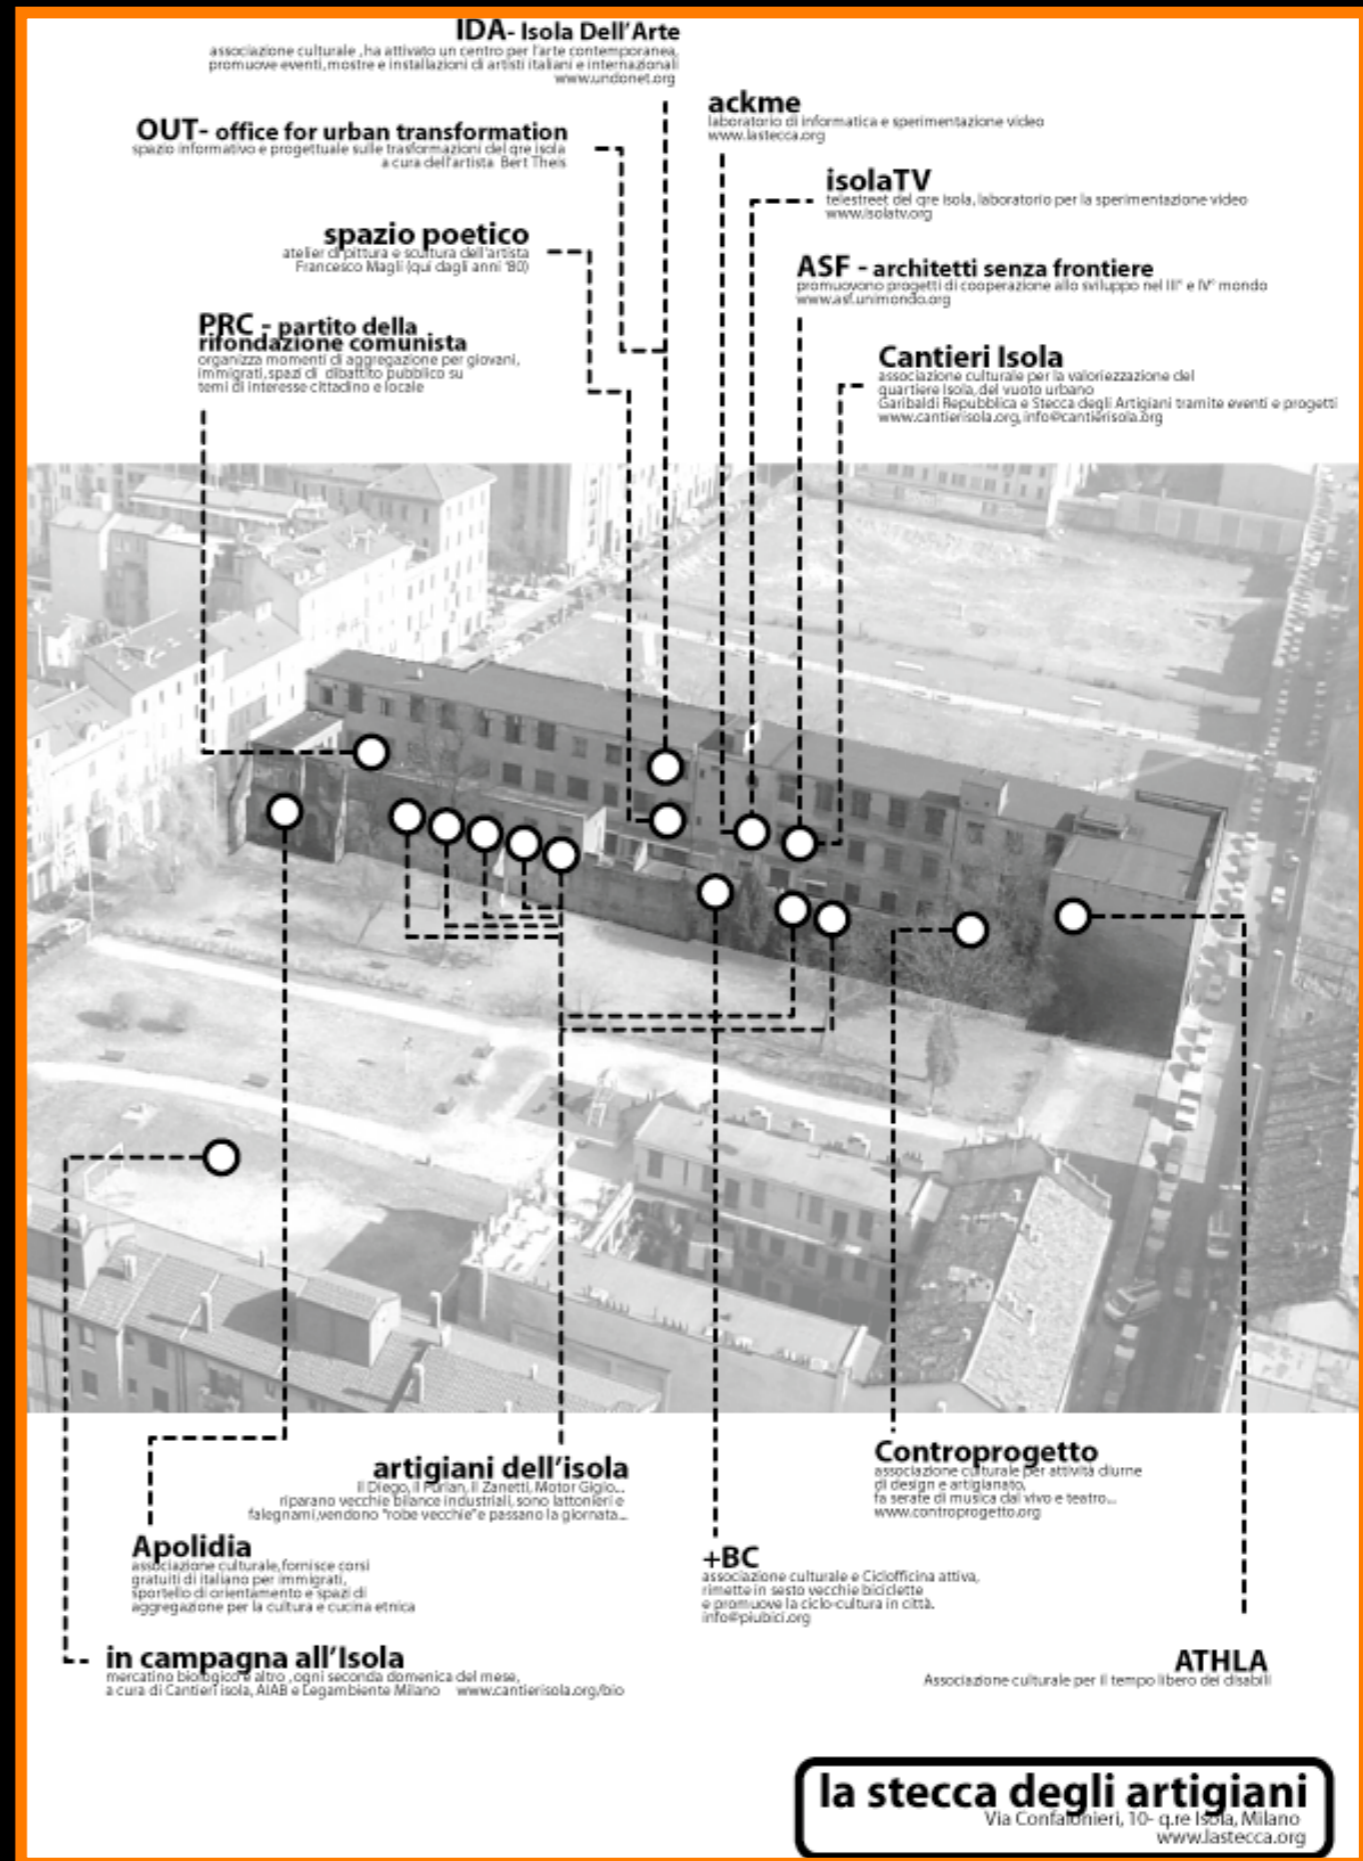 IDA- Isola Dell'Arte
associazione culturale ,ha attivato un centro per l'arte contemporanea,
promuove eventi,mostre e installazioni di artisti italiani e internazionali
www.undonet.org
ackme
laboratorio di informatica e sperimentazione video
www.lastecca.org
OUT- office for urban transformation
spazio informativo e progettuale sulle trasformazioni del qre isola
a cura dell'artista Bert Theis
isolaTV
telestreet del qre Isola, laboratorio per la sperimentazione video
www.isolatv.org
spazio poetico
atelier di pittura e scultura dell'artista
Francesco Magli (qui dagli anni '80)
ASF - architetti senza frontiere
promuovono progetti di cooperazione allo sviluppo nel III° e IV° mondo
www.asf.unimondo.org
PRC - partito della
rifondazione comunista
organizza momenti di aggregazione per giovani,
immigrati,spazi di dibattito pubblico su
temi di interesse cittadino e locale
Cantieri Isola
associazione culturale per la valoriezzazione del
quartiere Isola,del vuoto urbano
Garibaldi Repubblica e Stecca degli Artigiani tramite eventi e progetti
www.cantierisola.org, info@cantierisola.org
artigiani dell'isola
il Diego, il Furlan, il Zanetti, Motor Gigio...
riparano vecchie bilance industriali, sono lattonieri e
falegnami,vendono "robe vecchie"e passano la giornata...
Controprogetto
associazione culturale per attività diurne
di design e artigianato,
fa serate di musica dal vivo e teatro...
www.controprogetto.org
Apolidia
associazione culturale,fornisce corsi
gratuiti di italiano per immigrati,
sportello di orientamento e spazi di
aggregazione per la cultura e cucina etnica
+BC
associazione culturale e Ciclofficina attiva,
rimette in sesto vecchie biciclette
e promuove la ciclo-cultura in città.
info@piubici.org
in campagna all'Isola
mercatino biologico e altro ,ogni seconda domenica del mese,
a cura di Cantieri isola, AIAB e Legambiente Milano www.cantierisola.org/bio
ATHLA
Associazione culturale per il tempo libero dei disabili
la stecca degli artigiani
Via Confalonieri, 10- q.re Isola, Milano
www.lastecca.org